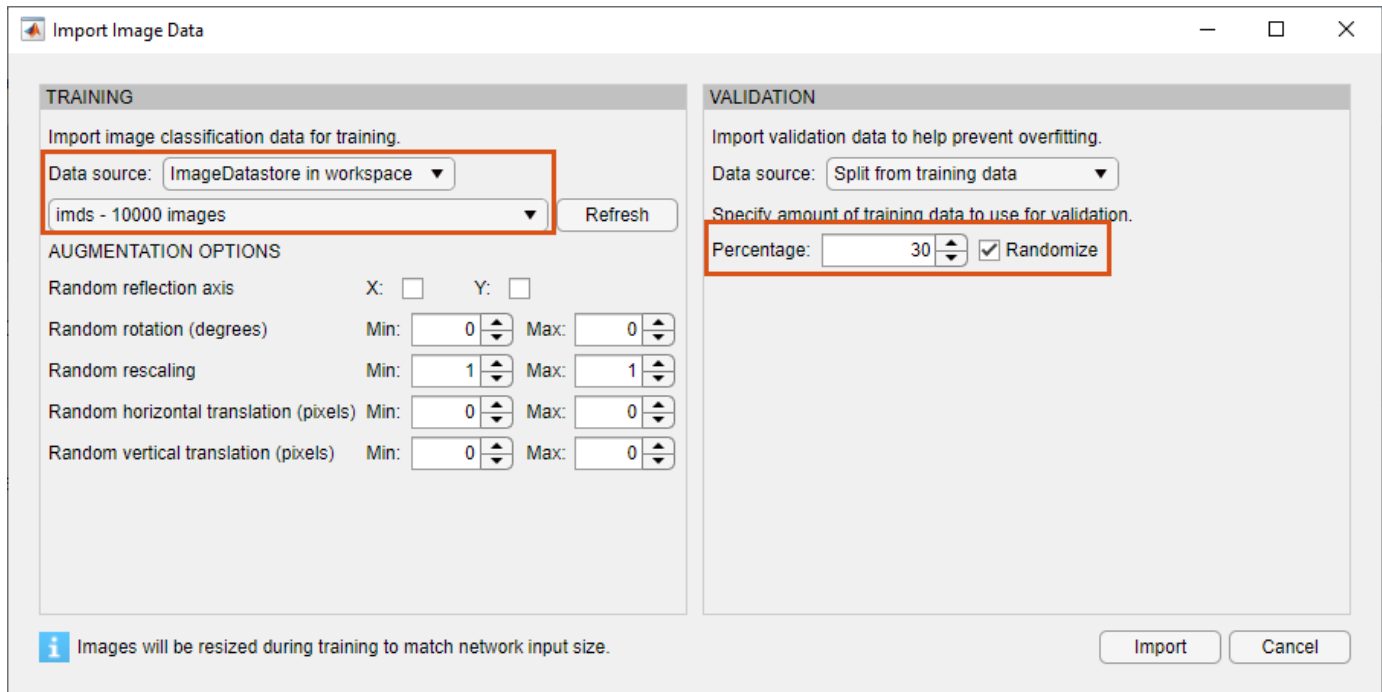 Import Image Data
TRAINING
Import image classification data for training.
Data source: ImageDatastore in workspace
imds - 10000 images Refresh
AUGMENTATION OPTIONS
Random reflection axis X: Y:
Random rotation (degrees) Min: 0 Max: 0
Random rescaling Min: 1 Max: 1
Random horizontal translation (pixels) Min: 0 Max: 0
Random vertical translation (pixels) Min: 0 Max: 0
VALIDATION
Import validation data to help prevent overfitting.
Data source: Split from training data
Specify amount of training data to use for validation.
Percentage: 30 Randomize
Images will be resized during training to match network input size.
Import Cancel